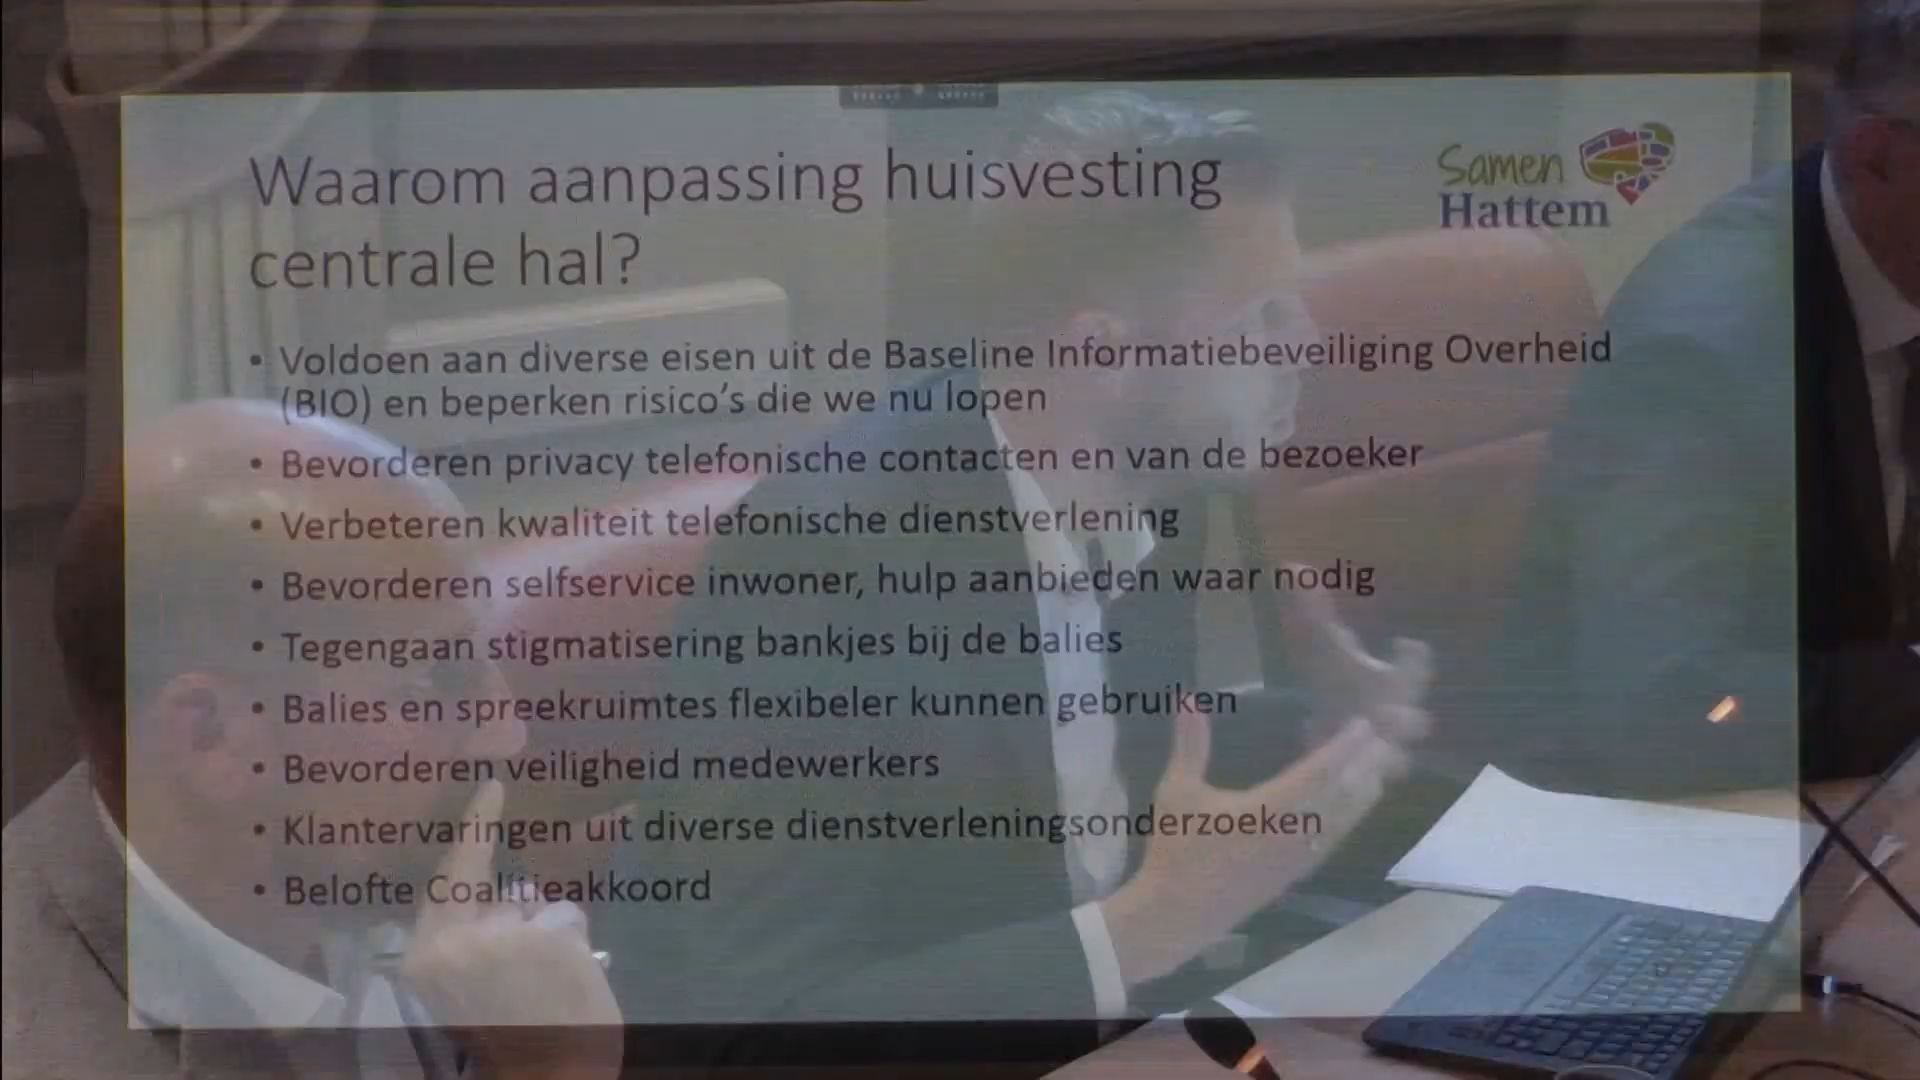 Waarom aanpassing huisvesting
centrale hal?
Samen
Hattem
• Voldoen aan diverse eisen uit de Baseline Informatiebeveiliging Overheid
(BIO) en beperken risico's die we nu lopen
• Bevorderen privacy telefonische contacten en van de bezoeker
• Verbeteren kwaliteit telefonische dienstverlening
• Bevorderen selfservice inwoner, hulp aanbieden waar nodig
• Tegengaan stigmatisering bankjes bij de balies
• Balies en spreekruimtes flexibeler kunnen gebruiken
• Bevorderen veiligheid medewerkers
• Klantervaringen uit diverse dienstverleningsonderzoeken
• Belofte Coalitieakkoord